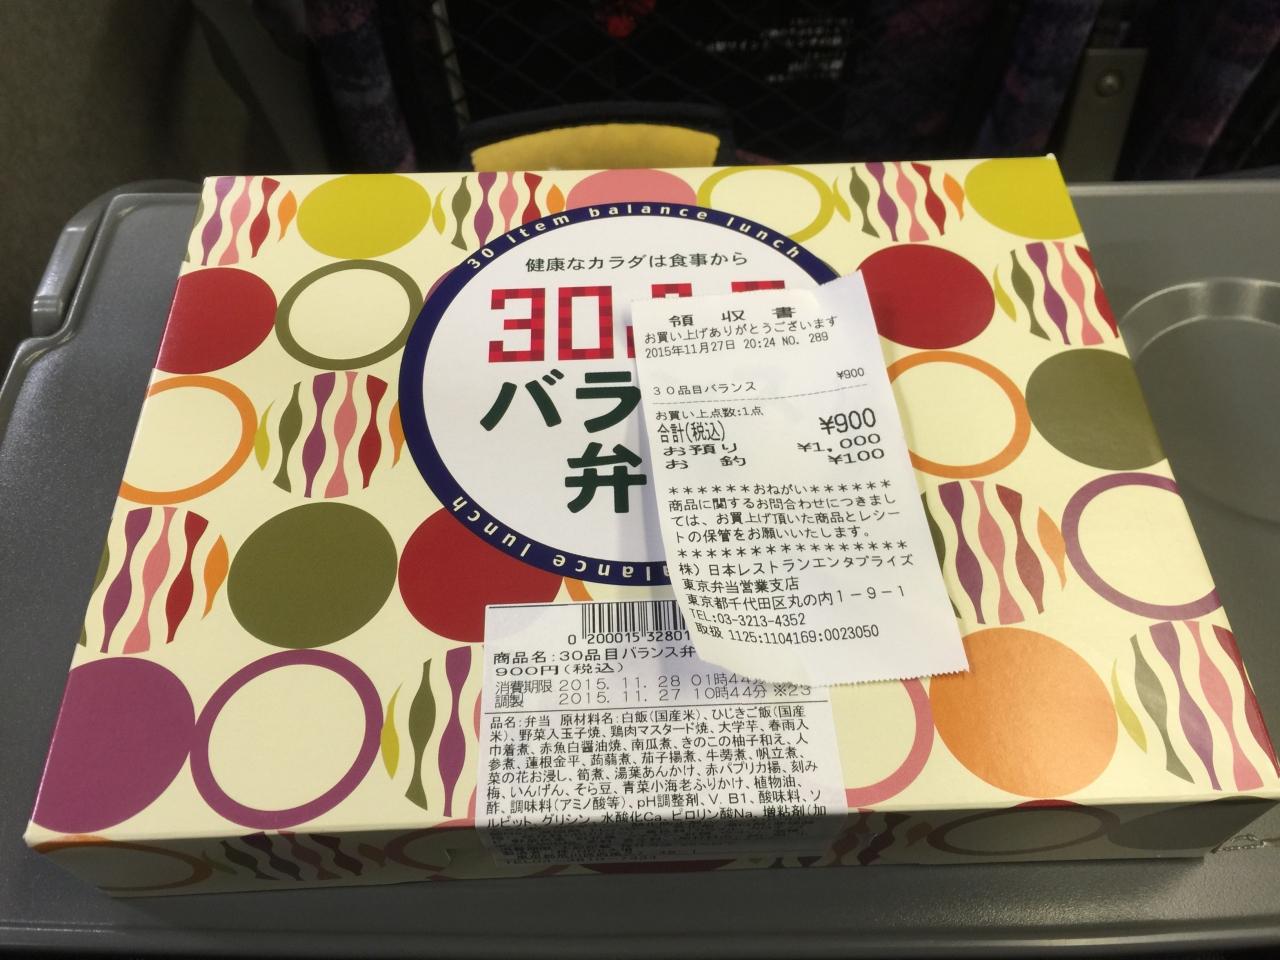 30 item balance lunch
健康なカラダは食事から
30
バラ
弁
balance lunch
領収書
お買い上げありがとうございます
2015年11月27日 20:24 NO. 289
¥900
30品目バランス
お買い上点数:1点
合計(税込) ¥900
お預り ¥1,000
お釣 ¥100
******おねがい******
商品に関するお問合わせにつきまし
ては、お買上げ頂いた商品とレシー
トの保管をお願いいたします。
****************
株)日本レストランエンタプライズ
東京弁当営業支店
東京都千代田区丸の内1-9-1
TEL:03-3213-4352
取扱 1125:1104169:0023050
0 200015 32801
商品名:30品目バランス弁
900円(税込)
消費期限 2015. 11. 28 01時44
調製 2015. 11. 27 10時44分 ※23
品名:弁当 原材料名:白飯(国産米)、ひじきご飯(国産
米)、野菜入玉子焼、鶏肉マスタード焼、大学芋、春雨入
巾着煮、赤魚白醤油焼、南瓜煮、きのこの柚子和え、人
参煮、蓮根金平、蒟蒻煮、茄子揚煮、牛蒡煮、帆立煮、
菜の花お浸し、筍煮、湯葉あんかけ、赤パプリカ揚、刻み
梅、いんげん、そら豆、青菜小海老ふりかけ、植物油、
酢、調味料(アミノ酸等)、pH調整剤、V. B1、酸味料、ソ
ルビット、グリシン、水酸化Ca、ピロリン酸Na、増粘剤(加